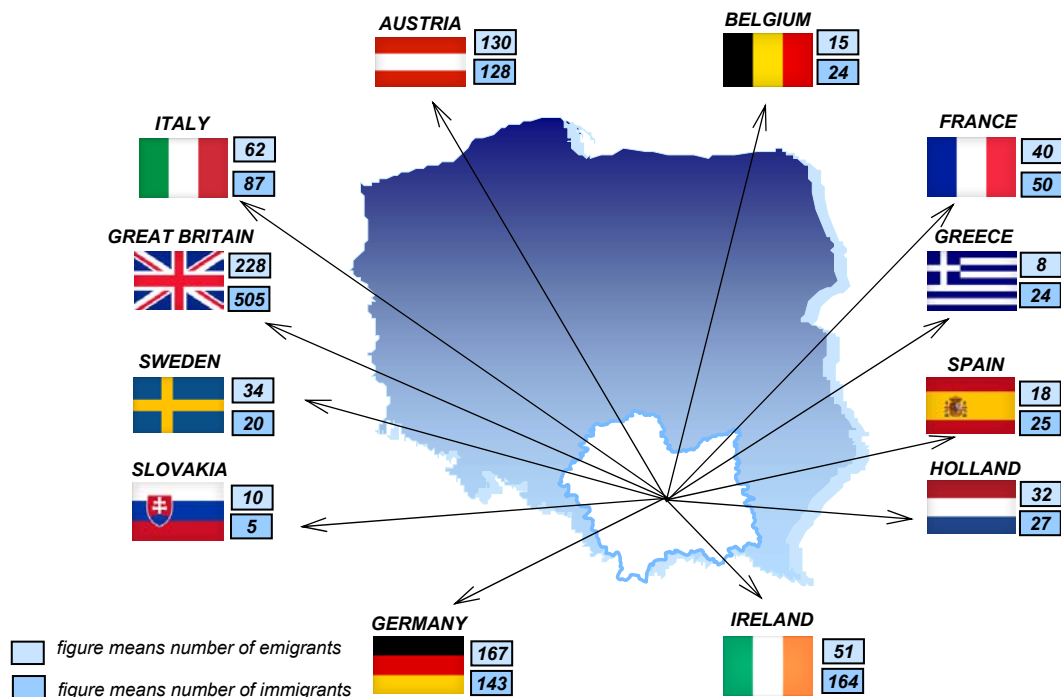 AUSTRIA
130
128
BELGIUM
15
24
ITALY
62
87
FRANCE
40
50
GREAT BRITAIN
228
505
GREECE
8
24
SWEDEN
34
20
SPAIN
18
25
SLOVAKIA
10
5
HOLLAND
32
27
GERMANY
167
143
IRELAND
51
164
figure means number of emigrants
figure means number of immigrants